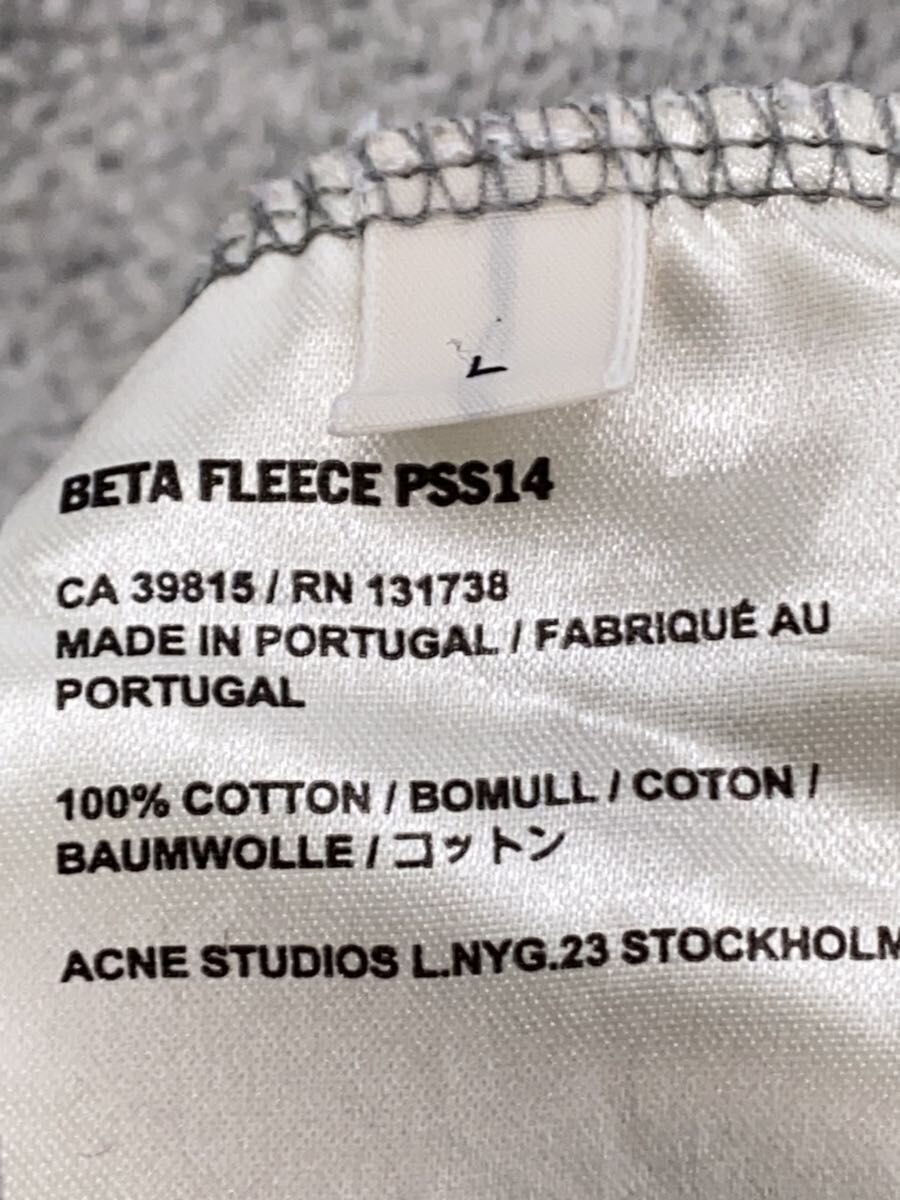 L
BETA FLEECE PSS14
CA 39815 / RN 131738
MADE IN PORTUGAL / FABRIQUÉ AU
PORTUGAL
100% COTTON / BOMULL / COTON /
BAUMWOLLE / コットン
ACNE STUDIOS L.NYG.23 STOCKHOLM